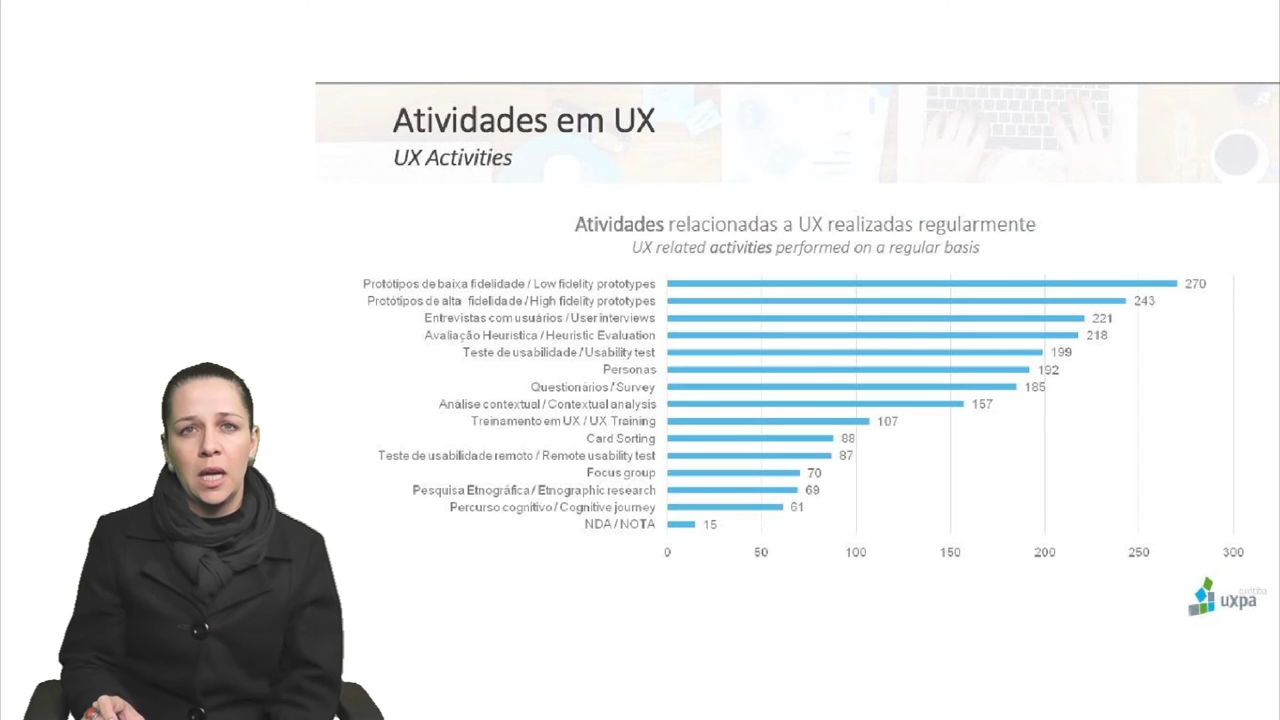 Atividades em UX
UX Activities
Atividades relacionadas a UX realizadas regularmente
UX related activities performed on a regular basis
Protótipos de baixa fidelidade / Low fidelity prototypes 270
Protótipos de alta fidelidade / High fidelity prototypes 243
Entrevistas com usuários / User interviews 221
Avaliação Heurística / Heuristic Evaluation 218
Teste de usabilidade / Usability test 199
Personas 192
Questionários / Survey 185
Análise contextual / Contextual analysis 157
Treinamento em UX / UX Training 107
Card Sorting 88
Teste de usabilidade remoto / Remote usability test 87
Focus group 70
Pesquisa Etnográfica / Etnographic research 69
Percurso cognitivo / Cognitive journey 61
NDA / NOTA 15
0 50 100 150 200 250 300
curitiba
uxpa